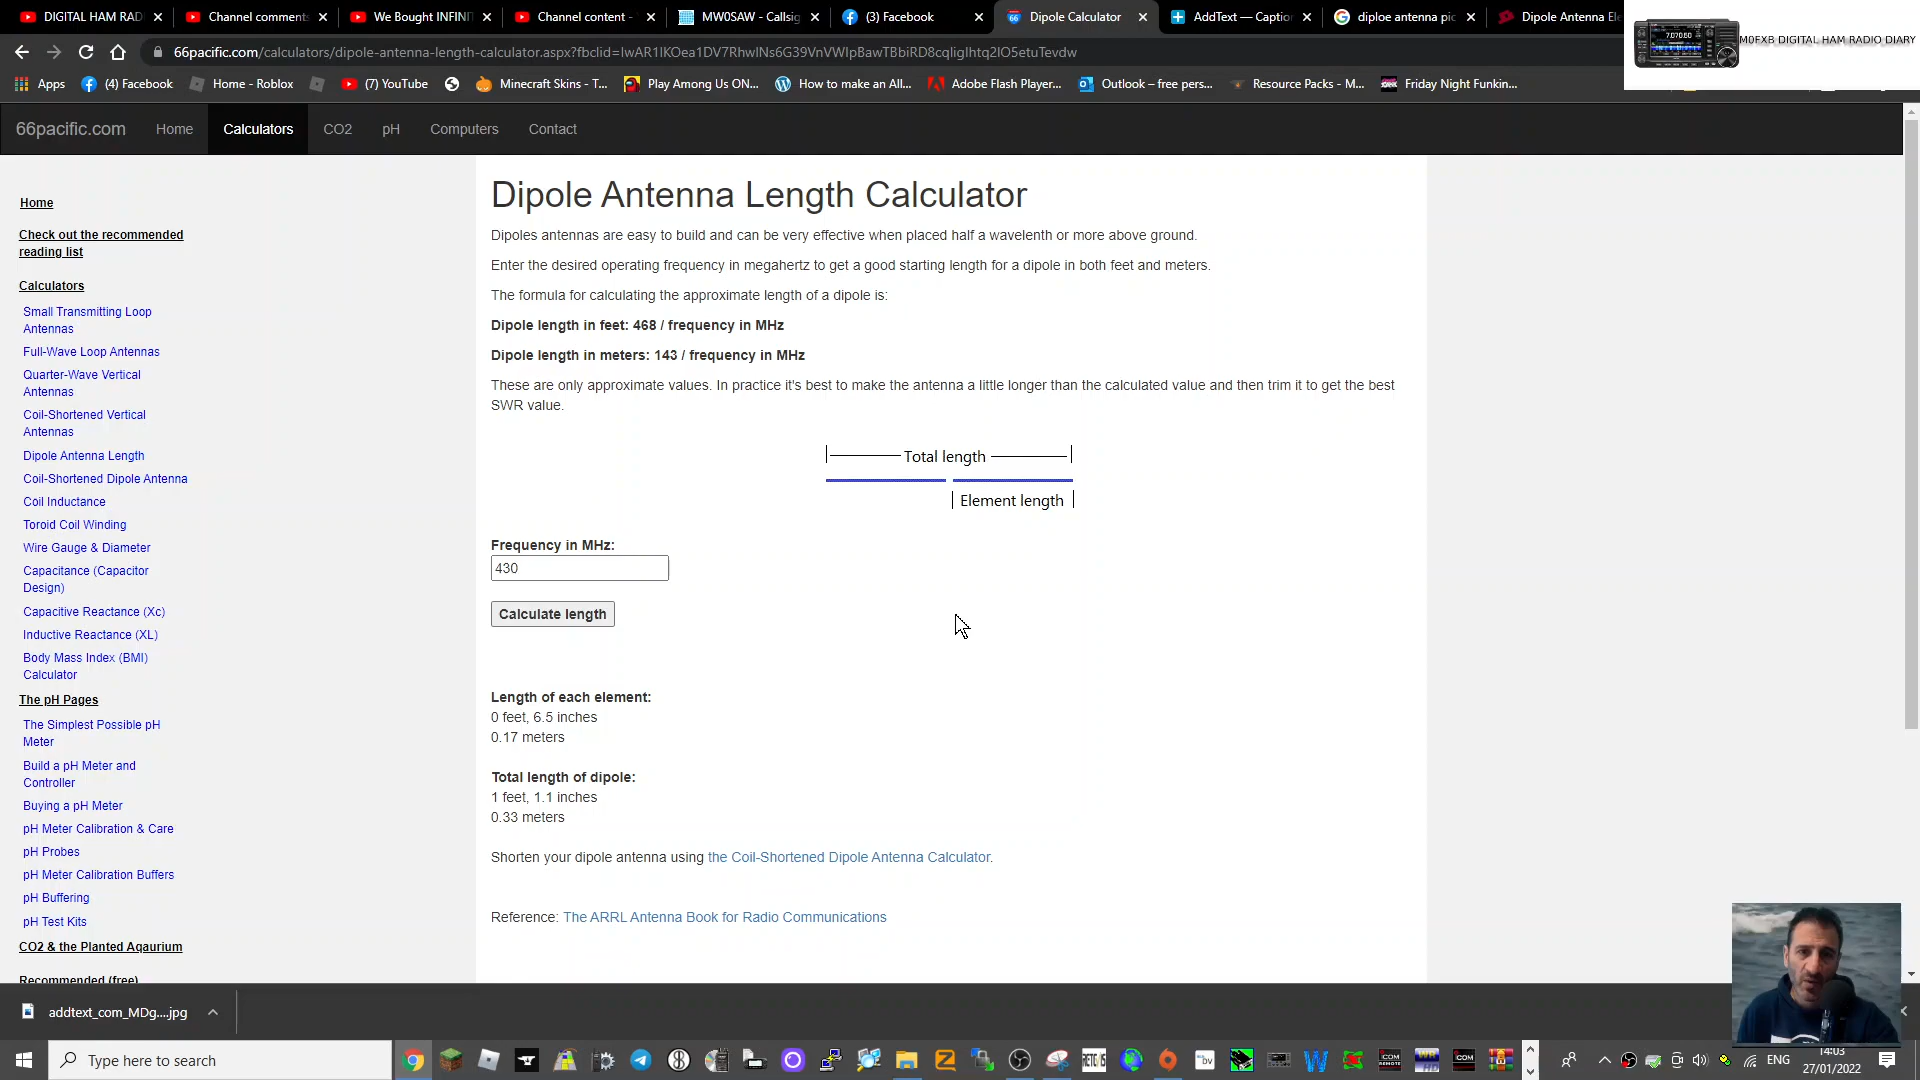 DIGITAL HAM RAD
Channel comment
We Bought INFINIT
Channel content -
MW0SAW - Callsig
(3) Facebook
Dipole Calculator
AddText — Captio
diploe antenna pic
Dipole Antenna Ele
66pacific.com/calculators/dipole-antenna-length-calculator.aspx?fbclid=IwAR1IKOea1DV7RhwINs6G39VnVWIpBawTBbiRD8cqIigIhtq2lO5etuTevdw
M0FXB DIGITAL HAM RADIO DIARY
Apps
(4) Facebook
Home - Roblox
(7) YouTube
Minecraft Skins - T...
Play Among Us ON...
How to make an All...
Adobe Flash Player...
Outlook – free pers...
Resource Packs - M...
Friday Night Funkin...
66pacific.com Home Calculators CO2 pH Computers Contact
Home
Check out the recommended
reading list
Calculators
Small Transmitting Loop
Antennas
Full-Wave Loop Antennas
Quarter-Wave Vertical
Antennas
Coil-Shortened Vertical
Antennas
Dipole Antenna Length
Coil-Shortened Dipole Antenna
Coil Inductance
Toroid Coil Winding
Wire Gauge & Diameter
Capacitance (Capacitor
Design)
Capacitive Reactance (Xc)
Inductive Reactance (XL)
Body Mass Index (BMI)
Calculator
The pH Pages
The Simplest Possible pH
Meter
Build a pH Meter and
Controller
Buying a pH Meter
pH Meter Calibration & Care
pH Probes
pH Meter Calibration Buffers
pH Buffering
pH Test Kits
CO2 & the Planted Aqaurium
Recommended (free)
Dipole Antenna Length Calculator
Dipoles antennas are easy to build and can be very effective when placed half a wavelenth or more above ground.
Enter the desired operating frequency in megahertz to get a good starting length for a dipole in both feet and meters.
The formula for calculating the approximate length of a dipole is:
Dipole length in feet: 468 / frequency in MHz
Dipole length in meters: 143 / frequency in MHz
These are only approximate values. In practice it's best to make the antenna a little longer than the calculated value and then trim it to get the best
SWR value.
Total length
Element length
Frequency in MHz:
430
Calculate length
Length of each element:
0 feet, 6.5 inches
0.17 meters
Total length of dipole:
1 feet, 1.1 inches
0.33 meters
Shorten your dipole antenna using the Coil-Shortened Dipole Antenna Calculator.
Reference: The ARRL Antenna Book for Radio Communications
addtext_com_MDg....jpg
Type here to search
ENG
14:03
27/01/2022